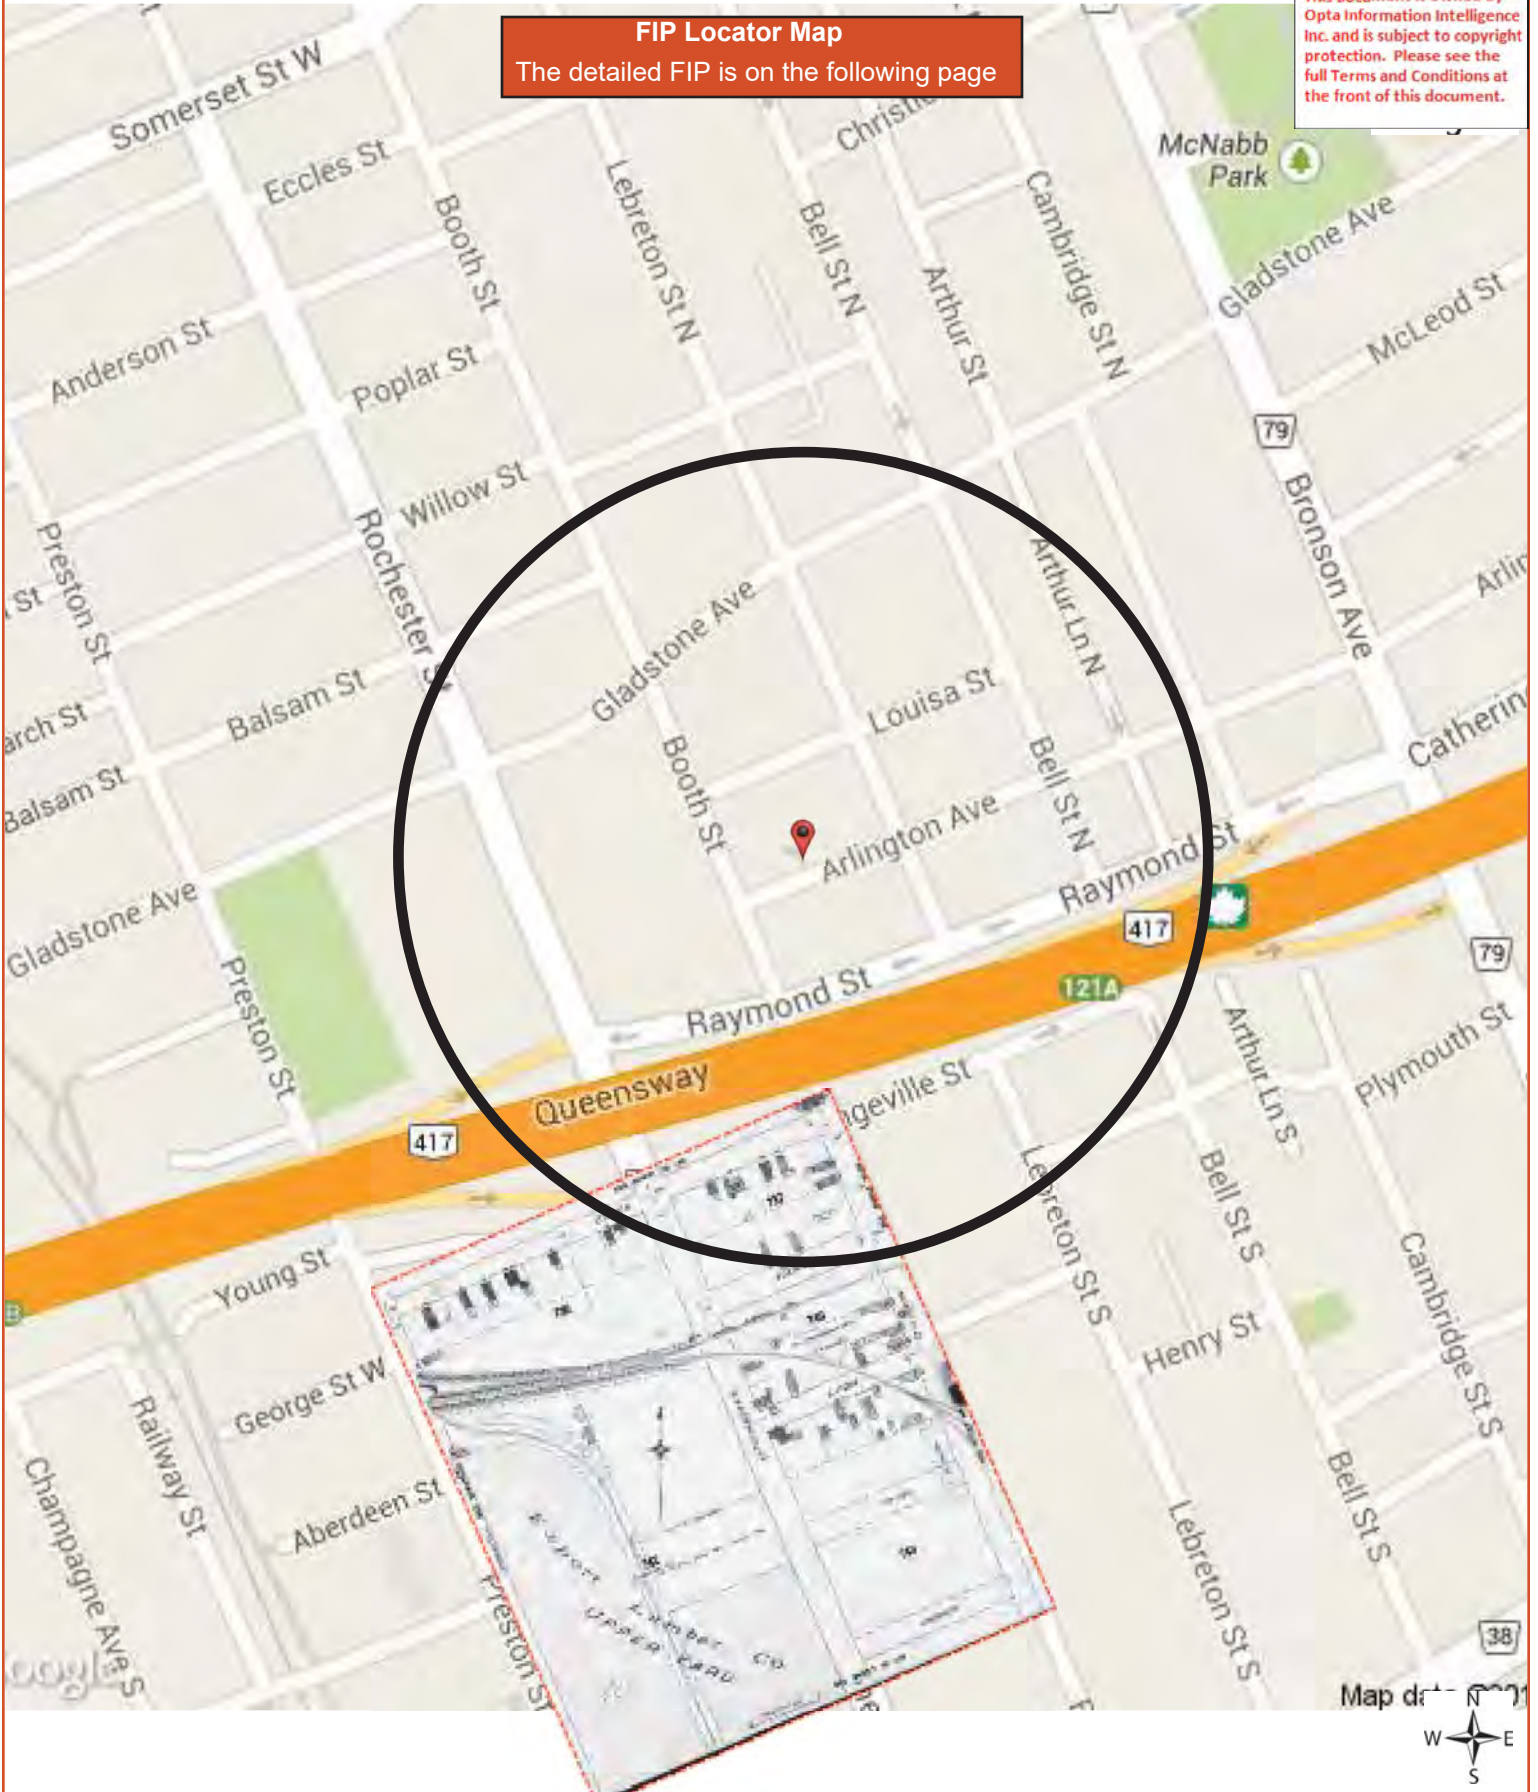 FIP Locator Map
The detailed FIP is on the following page
Opta Information Intelligence
Inc. and is subject to copyright
protection. Please see the
full Terms and Conditions at
the front of this document.
Somerset St W
Eccles St
Booth St
Lebreton St N
Bell St N
Arthur St
Cambridge St N
McNabb
Park
Gladstone Ave
McLeod St
Anderson St
Poplar St
Willow St
79
Bronson Ave
Preston St
Rochester St
St
Balsam St
Balsam St
Gladstone Ave
Arthur Ln N
Louisa St
Booth St
Bell St N
Arlington Ave
Raymond St
417
121A
79
Gladstone Ave
Preston St
Raymond St
Queensway
417
Arthur Ln S
Plymouth St
Lebreton St S
Bell St S
Cambridge St S
Young St
Henry St
George St W
Railway St
Aberdeen St
Champagne Ave S
Preston St
Lebreton St S
Bell St S
38
Lumber Co
UPPER YARD
Map
N
W
E
S